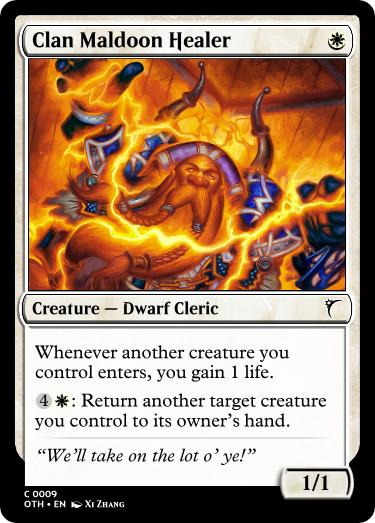 Clan Maldoon Healer
Creature — Dwarf Cleric
Whenever another creature you
control enters, you gain 1 life.
4: Return another target creature
you control to its owner's hand.
“We'll take on the lot o' ye!”
1/1
C 0009
OTH • EN Xi Zhang